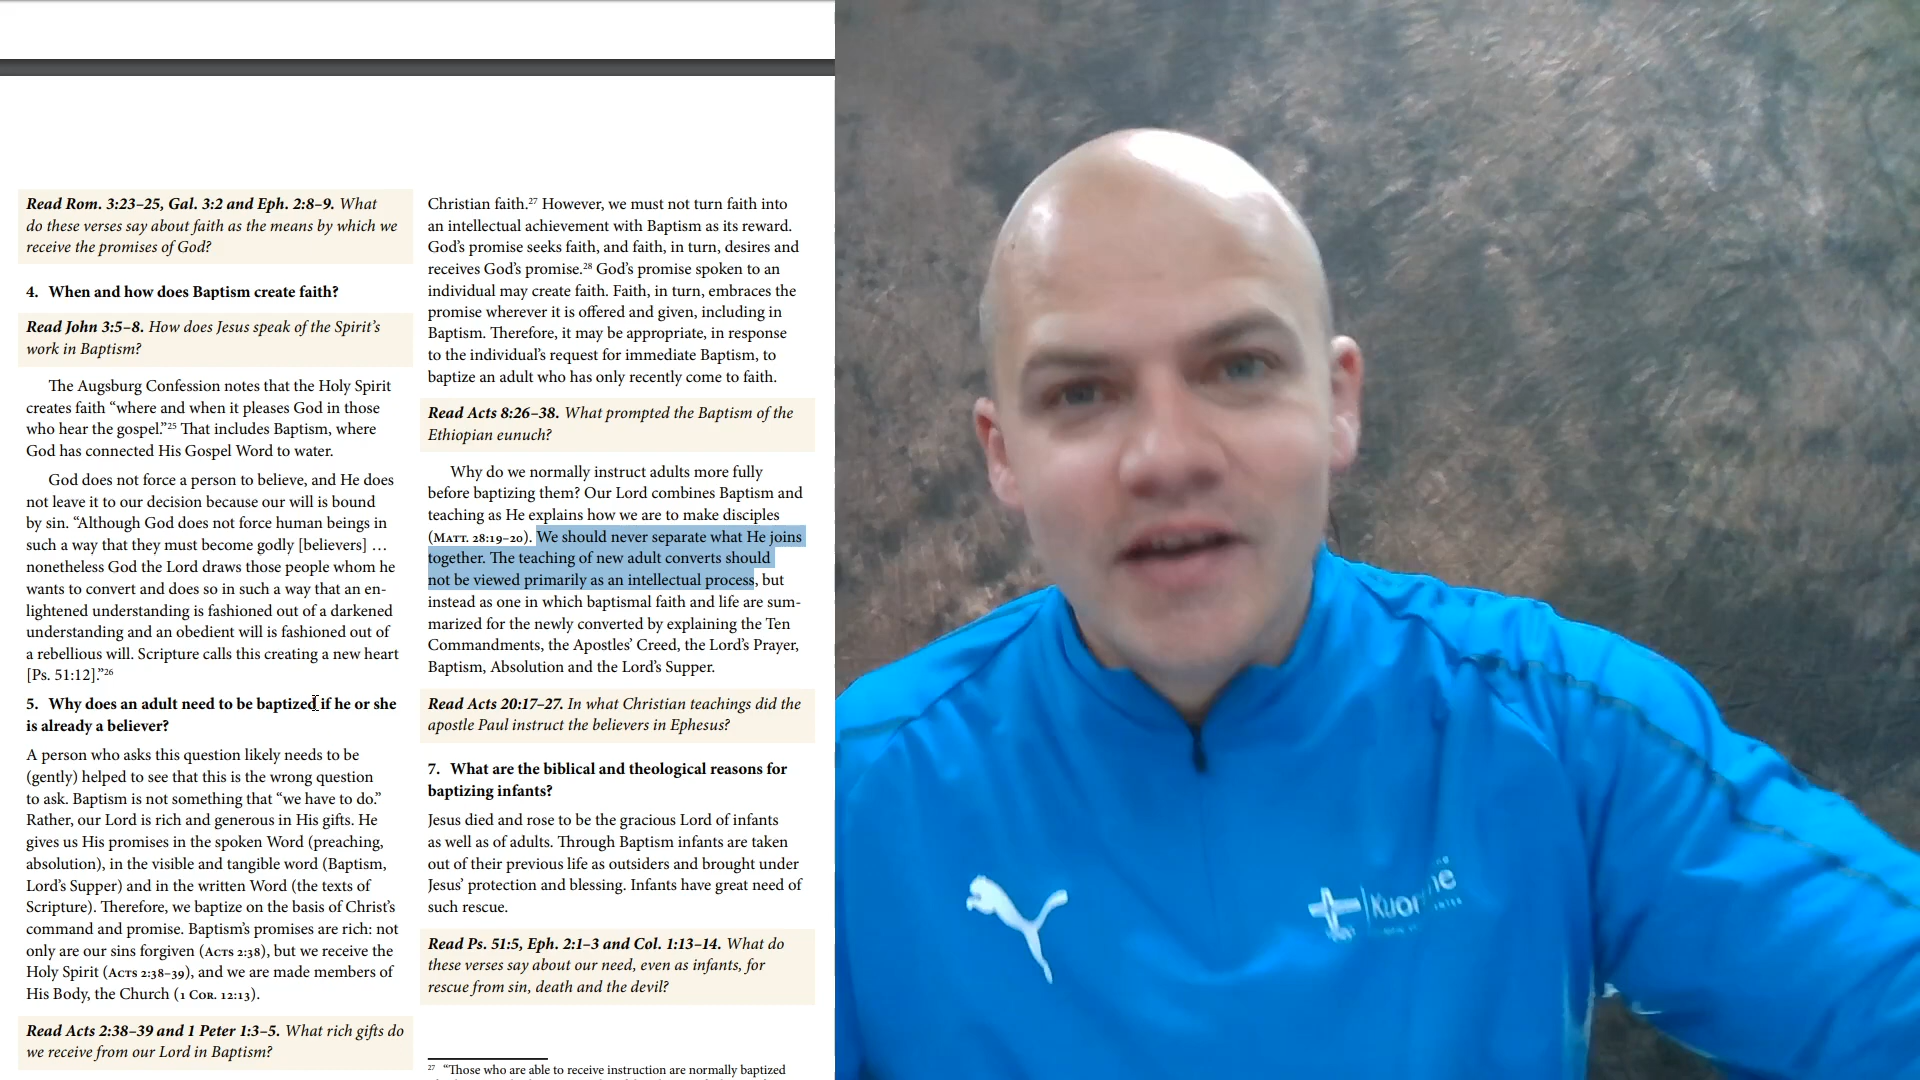 Read Rom. 3:23–25, Gal. 3:2 and Eph. 2:8–9. What
do these verses say about faith as the means by which we
receive the promises of God?
4. When and how does Baptism create faith?
Read John 3:5–8. How does Jesus speak of the Spirit’s
work in Baptism?
The Augsburg Confession notes that the Holy Spirit
creates faith “where and when it pleases God in those
who hear the gospel.”25 That includes Baptism, where
God has connected His Gospel Word to water.
God does not force a person to believe, and He does
not leave it to our decision because our will is bound
by sin. “Although God does not force human beings in
such a way that they must become godly [believers] …
nonetheless God the Lord draws those people whom he
wants to convert and does so in such a way that an en-
lightened understanding is fashioned out of a darkened
understanding and an obedient will is fashioned out of
a rebellious will. Scripture calls this creating a new heart
[Ps. 51:12].”26
5. Why does an adult need to be baptized if he or she
is already a believer?
A person who asks this question likely needs to be
(gently) helped to see that this is the wrong question
to ask. Baptism is not something that “we have to do.”
Rather, our Lord is rich and generous in His gifts. He
gives us His promises in the spoken Word (preaching,
absolution), in the visible and tangible word (Baptism,
Lord’s Supper) and in the written Word (the texts of
Scripture). Therefore, we baptize on the basis of Christ’s
command and promise. Baptism’s promises are rich: not
only are our sins forgiven (Acts 2:38), but we receive the
Holy Spirit (Acts 2:38–39), and we are made members of
His Body, the Church (1 Cor. 12:13).
Read Acts 2:38–39 and 1 Peter 1:3–5. What rich gifts do
we receive from our Lord in Baptism?
Christian faith.27 However, we must not turn faith into
an intellectual achievement with Baptism as its reward.
God’s promise seeks faith, and faith, in turn, desires and
receives God’s promise.28 God’s promise spoken to an
individual may create faith. Faith, in turn, embraces the
promise wherever it is offered and given, including in
Baptism. Therefore, it may be appropriate, in response
to the individual’s request for immediate Baptism, to
baptize an adult who has only recently come to faith.
Read Acts 8:26–38. What prompted the Baptism of the
Ethiopian eunuch?
Why do we normally instruct adults more fully
before baptizing them? Our Lord combines Baptism and
teaching as He explains how we are to make disciples
(Matt. 28:19–20). We should never separate what He joins
together. The teaching of new adult converts should
not be viewed primarily as an intellectual process, but
instead as one in which baptismal faith and life are sum-
marized for the newly converted by explaining the Ten
Commandments, the Apostles’ Creed, the Lord’s Prayer,
Baptism, Absolution and the Lord’s Supper.
Read Acts 20:17–27. In what Christian teachings did the
apostle Paul instruct the believers in Ephesus?
7. What are the biblical and theological reasons for
baptizing infants?
Jesus died and rose to be the gracious Lord of infants
as well as of adults. Through Baptism infants are taken
out of their previous life as outsiders and brought under
Jesus’ protection and blessing. Infants have great need of
such rescue.
Read Ps. 51:5, Eph. 2:1–3 and Col. 1:13–14. What do
these verses say about our need, even as infants, for
rescue from sin, death and the devil?
27 “Those who are able to receive instruction are normally baptized